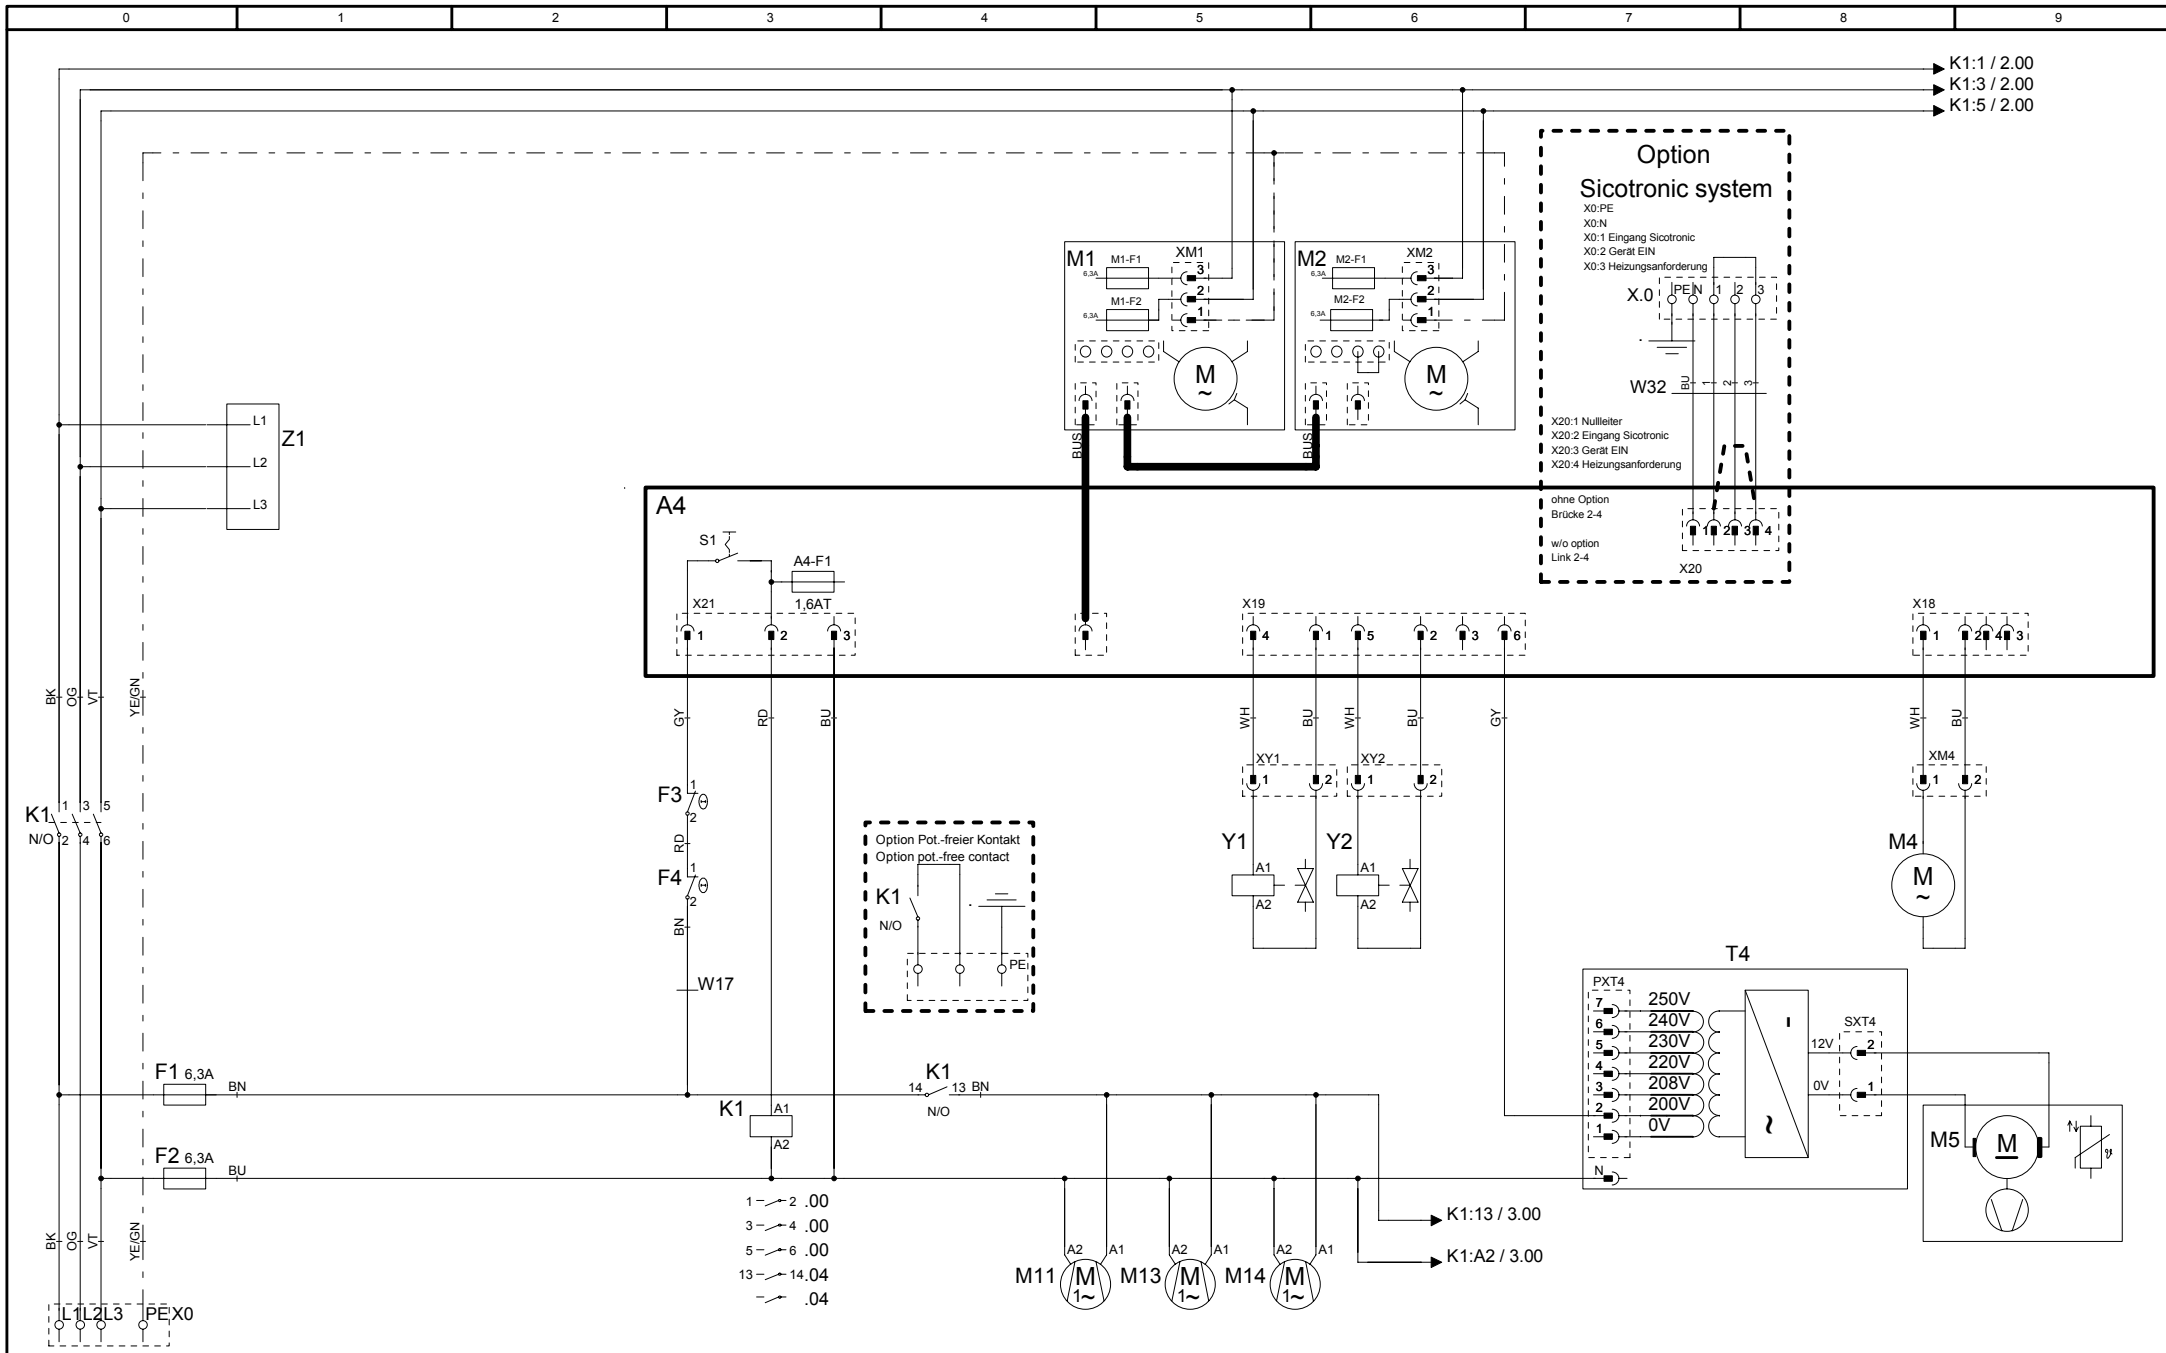 0 1 2 3 4 5 6 7 8 9
K1:1 / 2.00
K1:3 / 2.00
K1:5 / 2.00
Option
Sicotronic system
X0:PE
X0:N
X0:1 Eingang Sicotronic
X0:2 Gerät EIN
X0:3 Heizungsanforderung
X.0 PE N 1 2 3
W32 BU 1 2 3
X20:1 Nullleiter
X20:2 Eingang Sicotronic
X20:3 Gerät EIN
X20:4 Heizungsanforderung
ohne Option
Brücke 2-4
w/o option
Link 2-4
1 2 3 4
X20
M1 M1-F1 XM1
6,3A 3
M1-F2 2
6,3A 1
M
~
BUS
M2 M2-F1 XM2
6,3A 3
M2-F2 2
6,3A 1
M
~
BUS
L1
Z1
L2
L3
A4
S1
A4-F1
1,6AT
X21
1 2 3
X19
4 1 5 2 3 6
X18
1 2 4 3
BK OG VT YE/GN
GY RD BU
WH BU WH BU GY
WH BU
XY1 XY2
1 2 1 2
XM4
1 2
K1 1 3 5
N/O 2 4 6
F3 1
2
RD
F4 1
2
BN
W17
Option Pot.-freier Kontakt
Option pot.-free contact
K1
N/O
PE
Y1 A1
A2
Y2 A1
A2
M4
M
~
T4
PXT4
7 250V
6 240V
5 230V
4 220V
3 208V
2 200V
1 0V
N
~
SXT4
12V 2
0V 1
M5 M
ϑ
F1 6,3A BN
K1
14 13 BN
N/O
K1 A1
A2
F2 6,3A BU
1 2 .00
3 4 .00
5 6 .00
13 14 .04
.04
K1:13 / 3.00
K1:A2 / 3.00
A2 A1 A2 A1 A2 A1
M11 M M13 M M14 M
1~ 1~ 1~
BK OG VT YE/GN
L1 L2 L3 PE X0